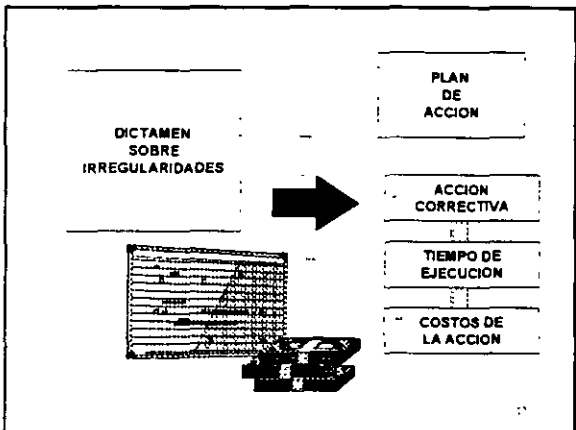 DICTAMEN
SOBRE
IRREGULARIDADES
PLAN
DE
ACCION
ACCION
CORRECTIVA
TIEMPO DE
EJECUCION
COSTOS DE
LA ACCION